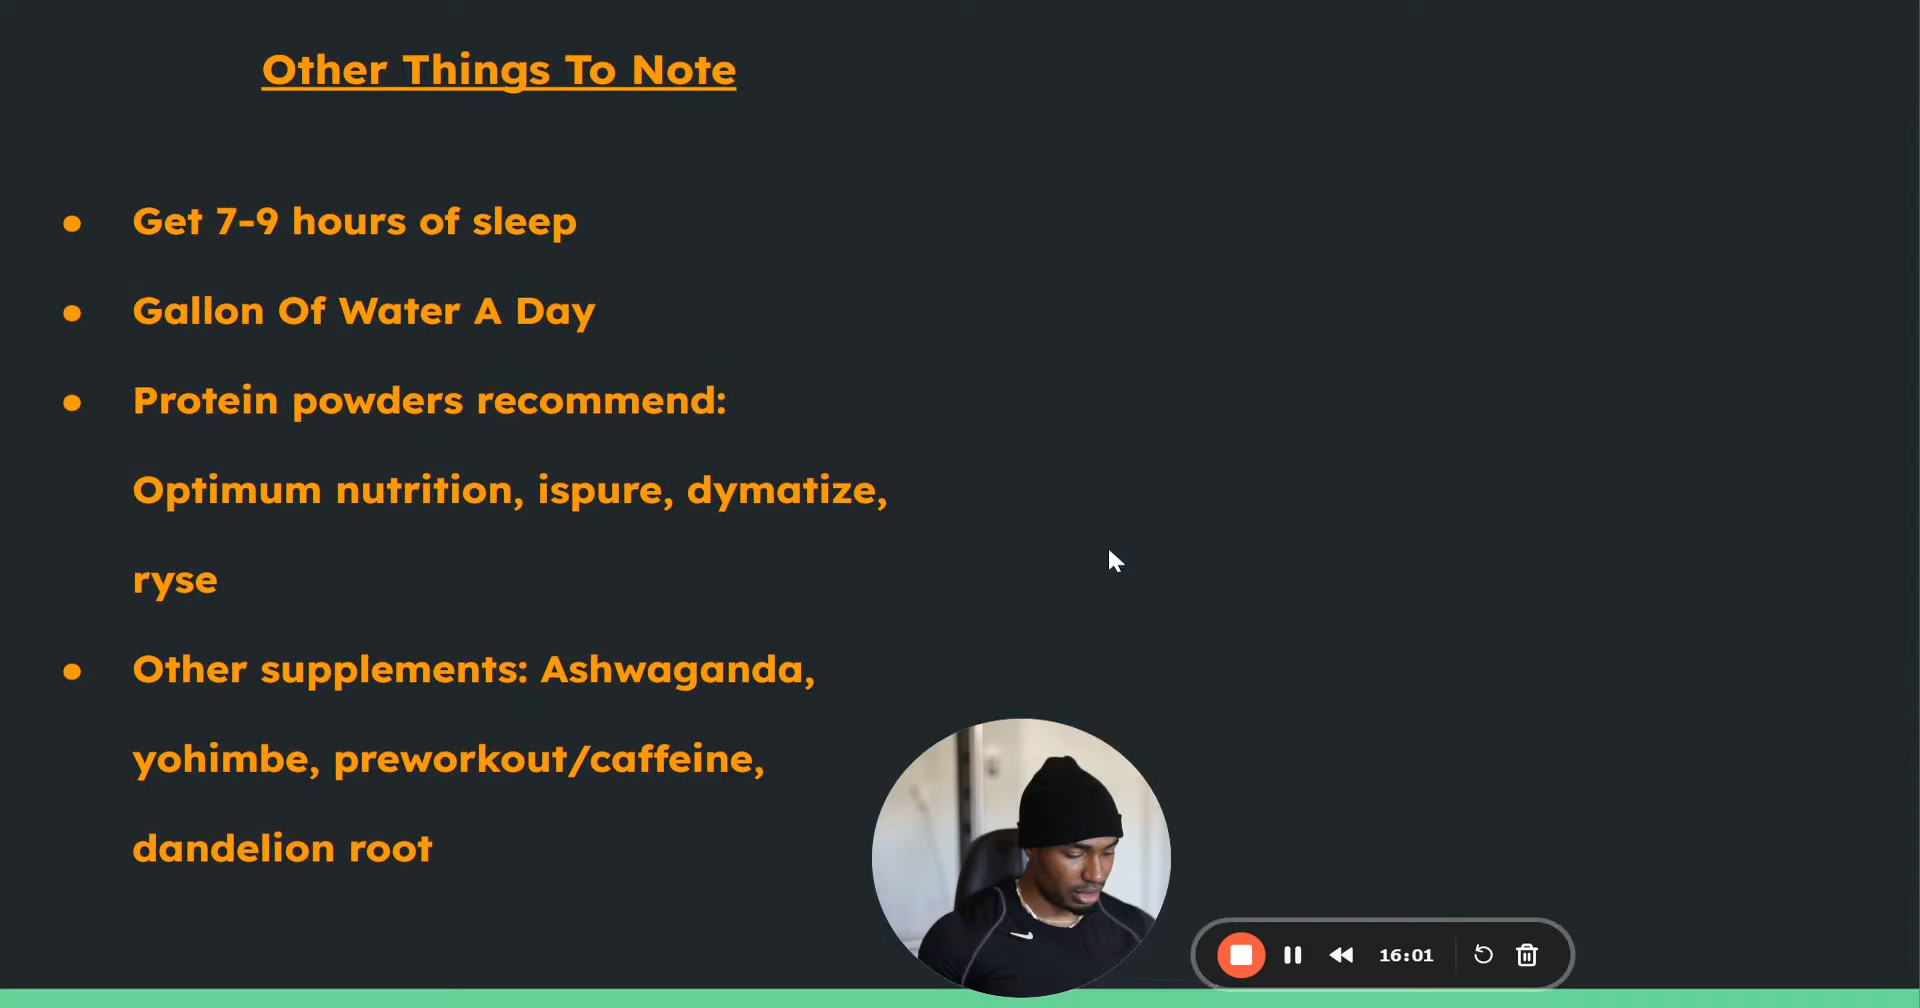 Other Things To Note
● Get 7-9 hours of sleep
● Gallon Of Water A Day
● Protein powders recommend:
Optimum nutrition, ispure, dymatize,
ryse
● Other supplements: Ashwaganda,
yohimbe, preworkout/caffeine,
dandelion root
16:01